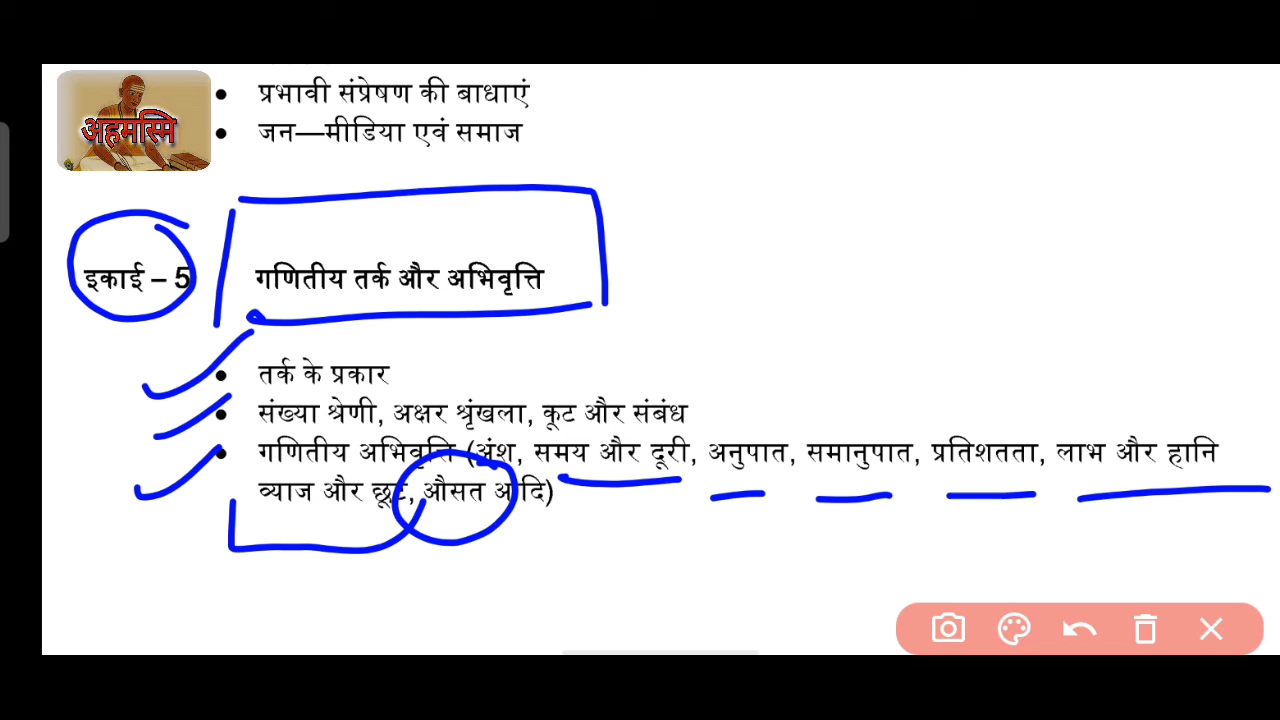 प्रभावी संप्रेषण की बाधाएं
अहमस्मि
जन—मीडिया एवं समाज
इकाई – 5 गणितीय तर्क और अभिवृत्ति
तर्क के प्रकार
संख्या श्रेणी, अक्षर श्रृंखला, कूट और संबंध
गणितीय अभिवृत्ति (अंश, समय और दूरी, अनुपात, समानुपात, प्रतिशतता, लाभ और हानि
व्याज और छूट, औसत आदि)